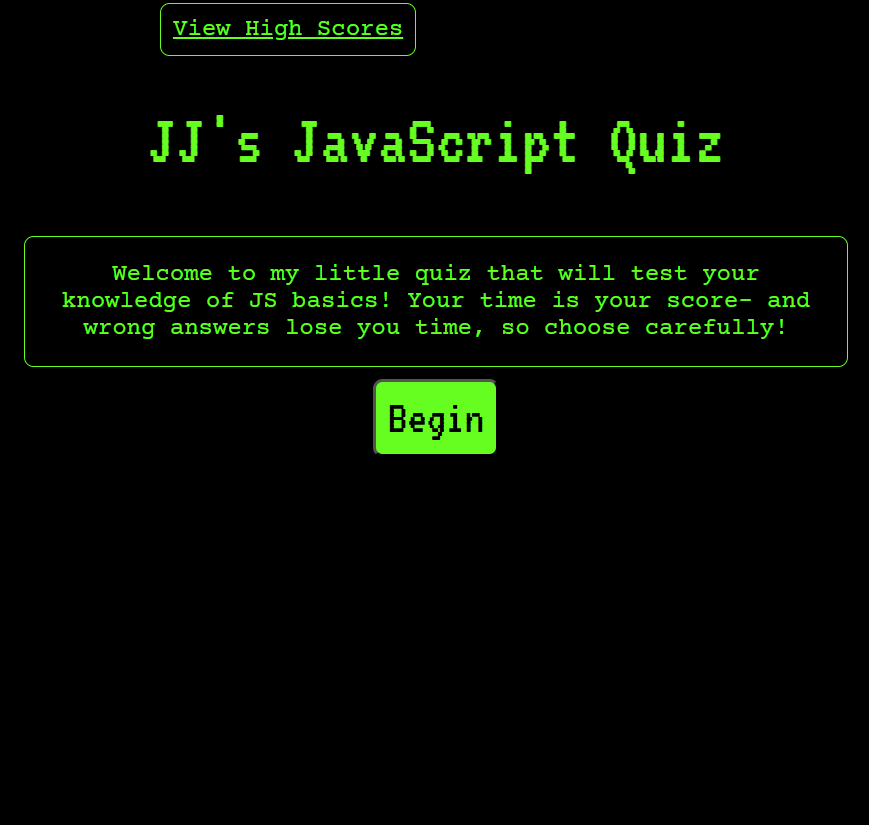 View High Scores
JJ's JavaScript Quiz
Welcome to my little quiz that will test your
knowledge of JS basics! Your time is your score- and
wrong answers lose you time, so choose carefully!
Begin